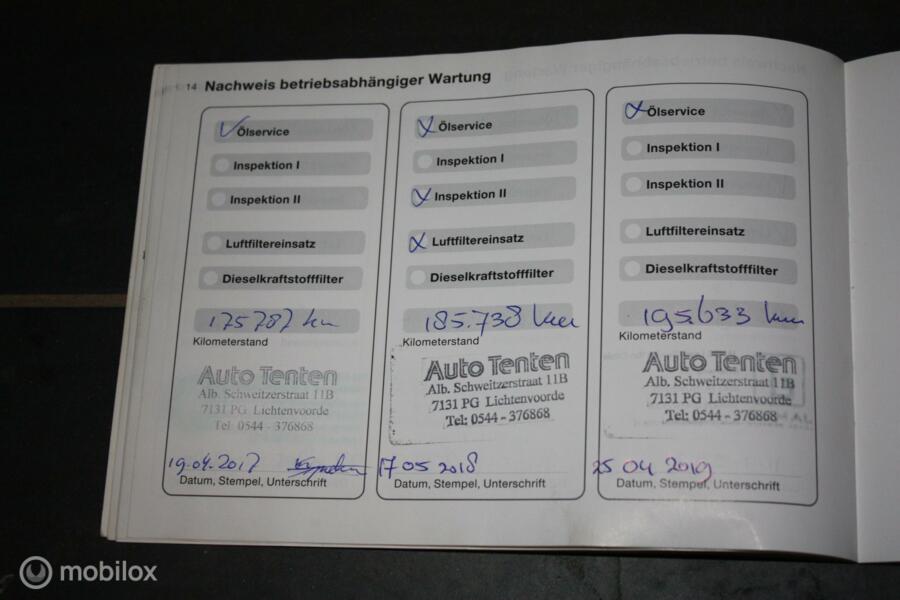 14 Nachweis betriebsabhängiger Wartung
Ölservice
Inspektion I
Inspektion II
Luftfiltereinsatz
Dieselkraftstofffilter
175787 km
Kilometerstand
Auto Tenten
Alb. Schweitzerstraat 11B
7131 PG Lichtenvoorde
Tel: 0544 - 376868
19.04.2017
Datum, Stempel, Unterschrift
Ölservice
Inspektion I
Inspektion II
Luftfiltereinsatz
Dieselkraftstofffilter
185.738 km
Kilometerstand
Auto Tenten
Alb. Schweitzerstraat 11B
7131 PG Lichtenvoorde
Tel: 0544 - 376868
17 05 2018
Datum, Stempel, Unterschrift
Ölservice
Inspektion I
Inspektion II
Luftfiltereinsatz
Dieselkraftstofffilter
195.633 km
Kilometerstand
Auto Tenten
Alb. Schweitzerstraat 11B
7131 PG Lichtenvoorde
Tel: 0544 - 376868
25 04 2019
Datum, Stempel, Unterschrift
mobilox